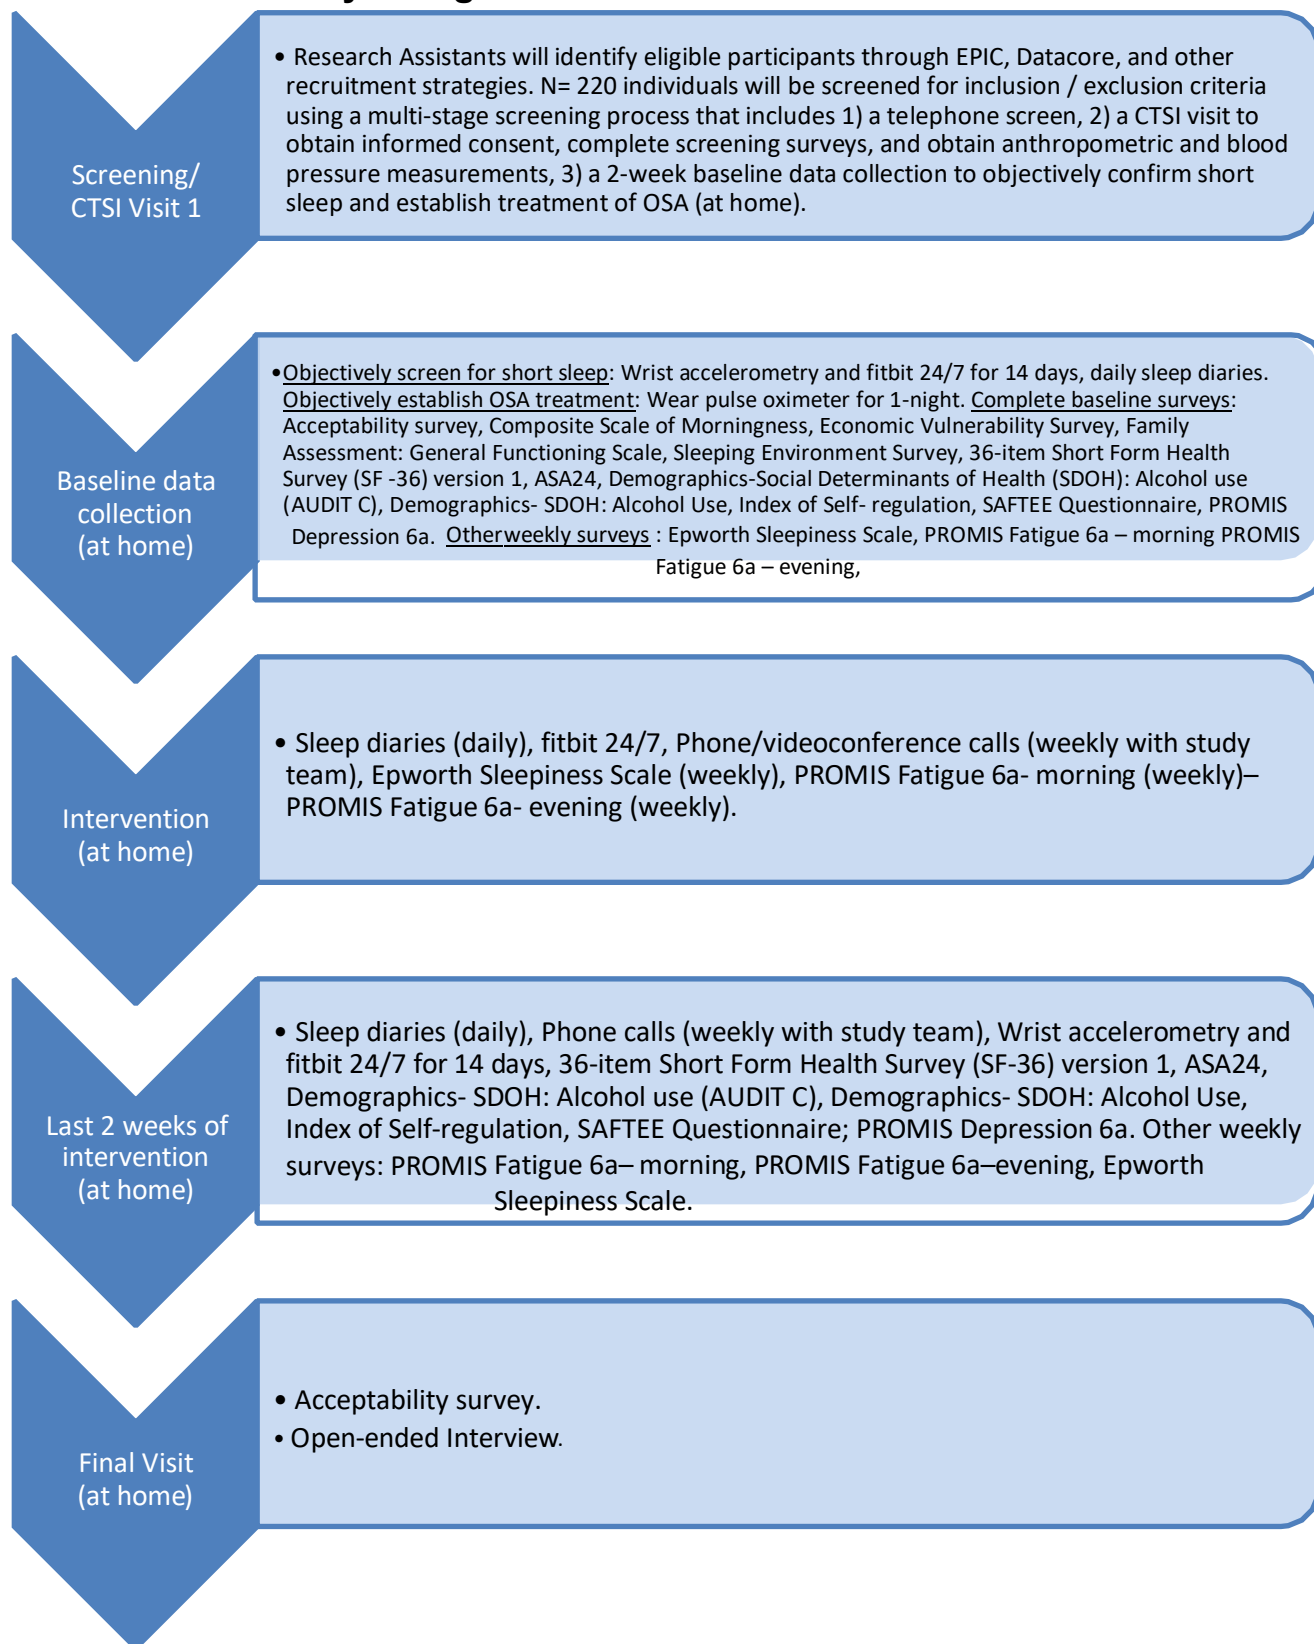 Screening/
CTSI Visit 1
• Research Assistants will identify eligible participants through EPIC, Datacore, and other
recruitment strategies. N= 220 individuals will be screened for inclusion / exclusion criteria
using a multi-stage screening process that includes 1) a telephone screen, 2) a CTSI visit to
obtain informed consent, complete screening surveys, and obtain anthropometric and blood
pressure measurements, 3) a 2-week baseline data collection to objectively confirm short
sleep and establish treatment of OSA (at home).
Baseline data
collection
(at home)
•Objectively screen for short sleep: Wrist accelerometry and fitbit 24/7 for 14 days, daily sleep diaries.
Objectively establish OSA treatment: Wear pulse oximeter for 1-night. Complete baseline surveys:
Acceptability survey, Composite Scale of Morningness, Economic Vulnerability Survey, Family
Assessment: General Functioning Scale, Sleeping Environment Survey, 36-item Short Form Health
Survey (SF -36) version 1, ASA24, Demographics-Social Determinants of Health (SDOH): Alcohol use
(AUDIT C), Demographics- SDOH: Alcohol Use, Index of Self- regulation, SAFTEE Questionnaire, PROMIS
Depression 6a. Otherweekly surveys : Epworth Sleepiness Scale, PROMIS Fatigue 6a – morning PROMIS
Fatigue 6a – evening,
Intervention
(at home)
• Sleep diaries (daily), fitbit 24/7, Phone/videoconference calls (weekly with study
team), Epworth Sleepiness Scale (weekly), PROMIS Fatigue 6a- morning (weekly)–
PROMIS Fatigue 6a- evening (weekly).
Last 2 weeks of
intervention
(at home)
• Sleep diaries (daily), Phone calls (weekly with study team), Wrist accelerometry and
fitbit 24/7 for 14 days, 36-item Short Form Health Survey (SF-36) version 1, ASA24,
Demographics- SDOH: Alcohol use (AUDIT C), Demographics- SDOH: Alcohol Use,
Index of Self-regulation, SAFTEE Questionnaire; PROMIS Depression 6a. Other weekly
surveys: PROMIS Fatigue 6a– morning, PROMIS Fatigue 6a–evening, Epworth
Sleepiness Scale.
Final Visit
(at home)
• Acceptability survey.
• Open-ended Interview.